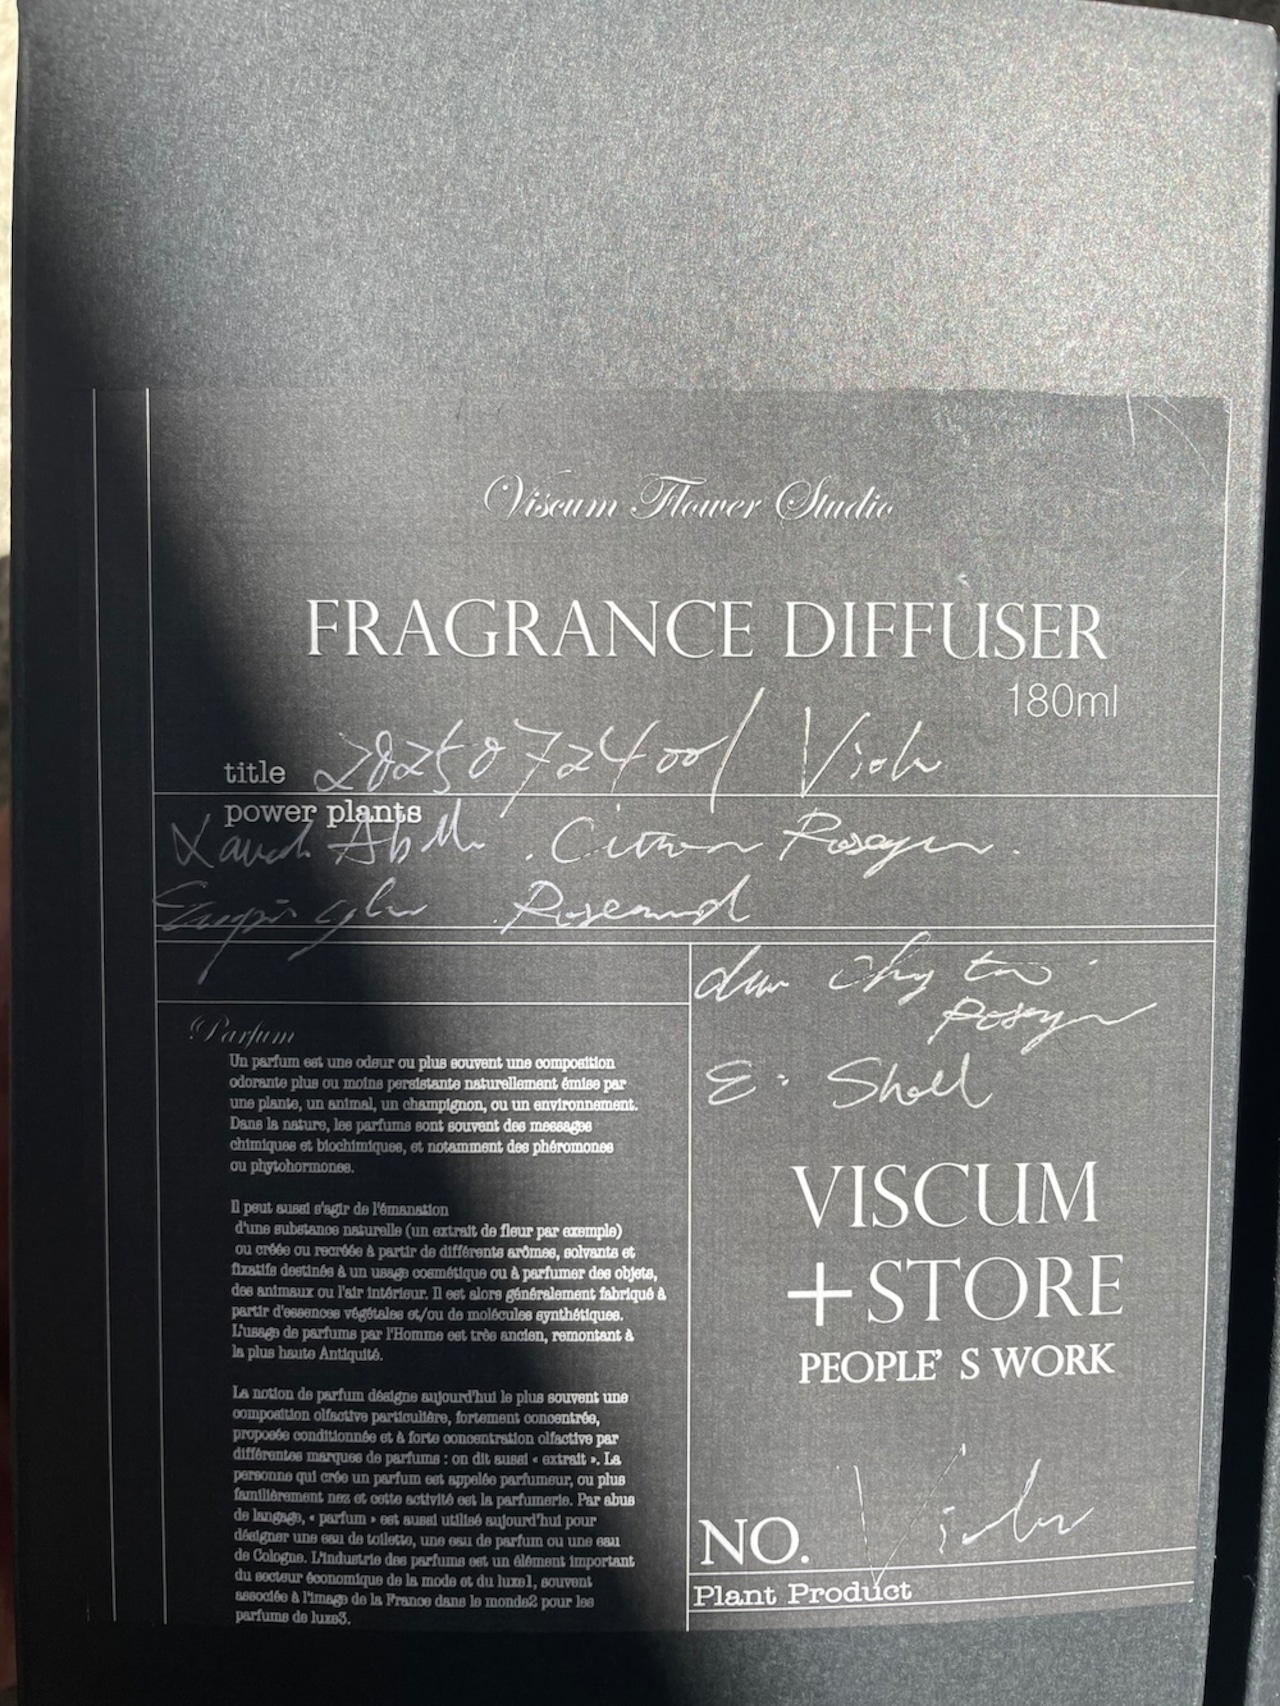 Viscum Flower Studio
FRAGRANCE DIFFUSER
180ml
title 20250724001 Viola
power plants
Citron
Rosewood
E.
Parfum
Un parfum est une odeur ou plus souvent une composition
odorante plus ou moins persistante naturellement émise par
une plante, un animal, un champignon, ou un environnement.
Dans la nature, les parfums sont souvent des messages
chimiques et biochimiques, et notamment des phéromones
ou phytohormones.
Il peut aussi s'agir de l'émanation
d'une substance naturelle (un extrait de fleur par exemple)
ou créée ou recréée à partir de différents arômes, solvants et
fixatifs destinés à un usage cosmétique ou à parfumer des objets,
des animaux ou l'air intérieur. Il est alors généralement fabriqué à
partir d'essences végétales et/ou de molécules synthétiques.
L'usage de parfums par l'Homme est très ancien, remontant à
la plus haute Antiquité.
La notion de parfum désigne aujourd'hui le plus souvent une
composition olfactive particulière, fortement concentrée,
proposée conditionnée et à forte concentration olfactive par
différentes marques de parfums : on dit aussi « extrait ». La
personne qui crée un parfum est appelée parfumeur, ou plus
familièrement nez et cette activité est la parfumerie. Par abus
de langage, « parfum » est aussi utilisé aujourd'hui pour
désigner une eau de toilette, une eau de parfum ou une eau
de Cologne. L'industrie des parfums est un élément important
du secteur économique de la mode et du luxe1, souvent
associée à l'image de la France dans le monde2 pour les
parfums de luxe3.
VISCUM
+STORE
PEOPLE' S WORK
NO. Viola
Plant Product